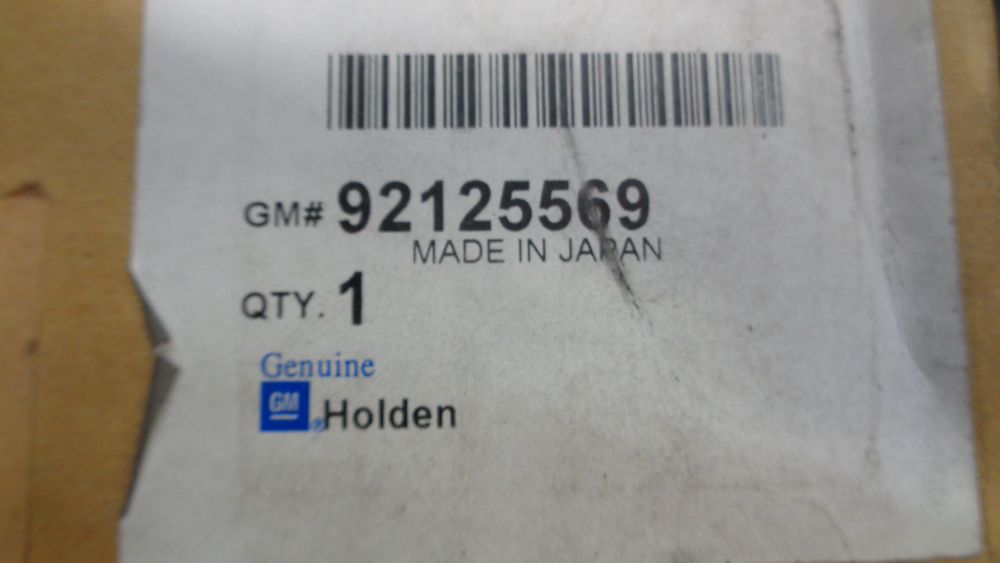 GM# 92125569
MADE IN JAPAN
QTY. 1
Genuine
GM ® Holden